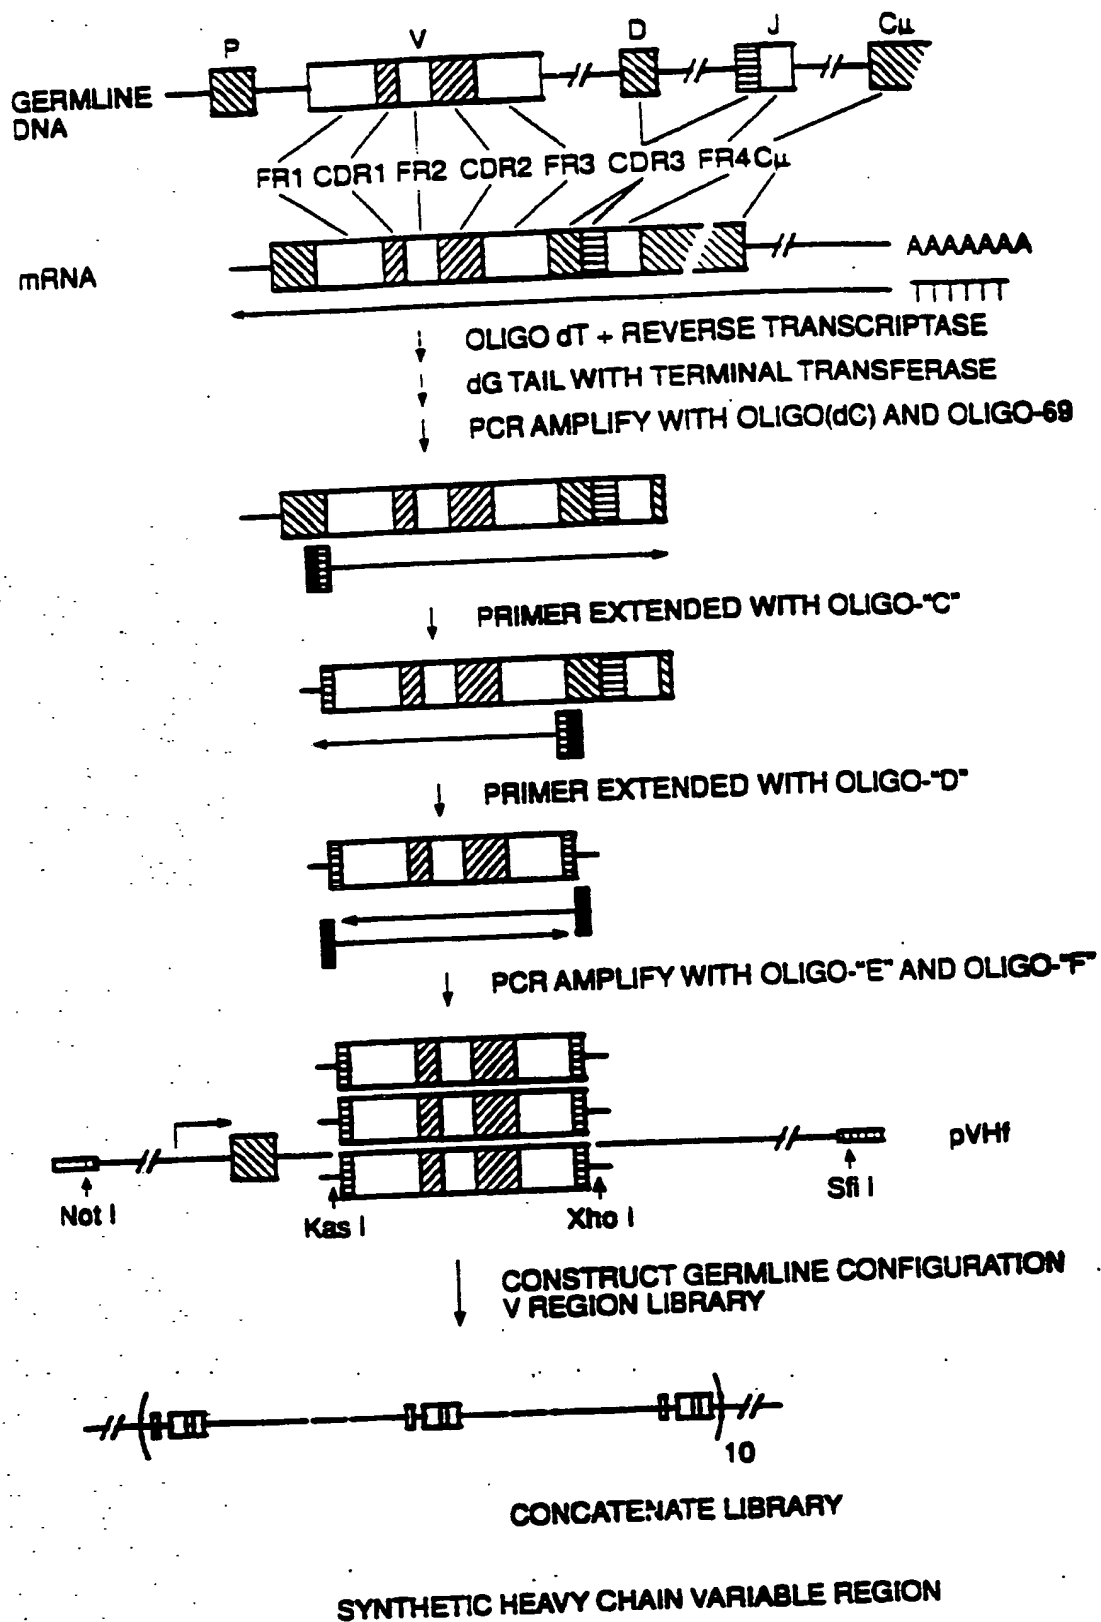 P V D J Cμ
GERMLINE
DNA
FR1 CDR1 FR2 CDR2 FR3 CDR3 FR4 Cμ
mRNA
AAAAAAA
TTTTTT
OLIGO dT + REVERSE TRANSCRIPTASE
dG TAIL WITH TERMINAL TRANSFERASE
PCR AMPLIFY WITH OLIGO(dC) AND OLIGO-69
PRIMER EXTENDED WITH OLIGO-"C"
PRIMER EXTENDED WITH OLIGO-"D"
PCR AMPLIFY WITH OLIGO-"E" AND OLIGO-"F"
pVHf
Not I
Kas I
Xho I
Sfi I
CONSTRUCT GERMLINE CONFIGURATION
V REGION LIBRARY
10
CONCATENATE LIBRARY
SYNTHETIC HEAVY CHAIN VARIABLE REGION